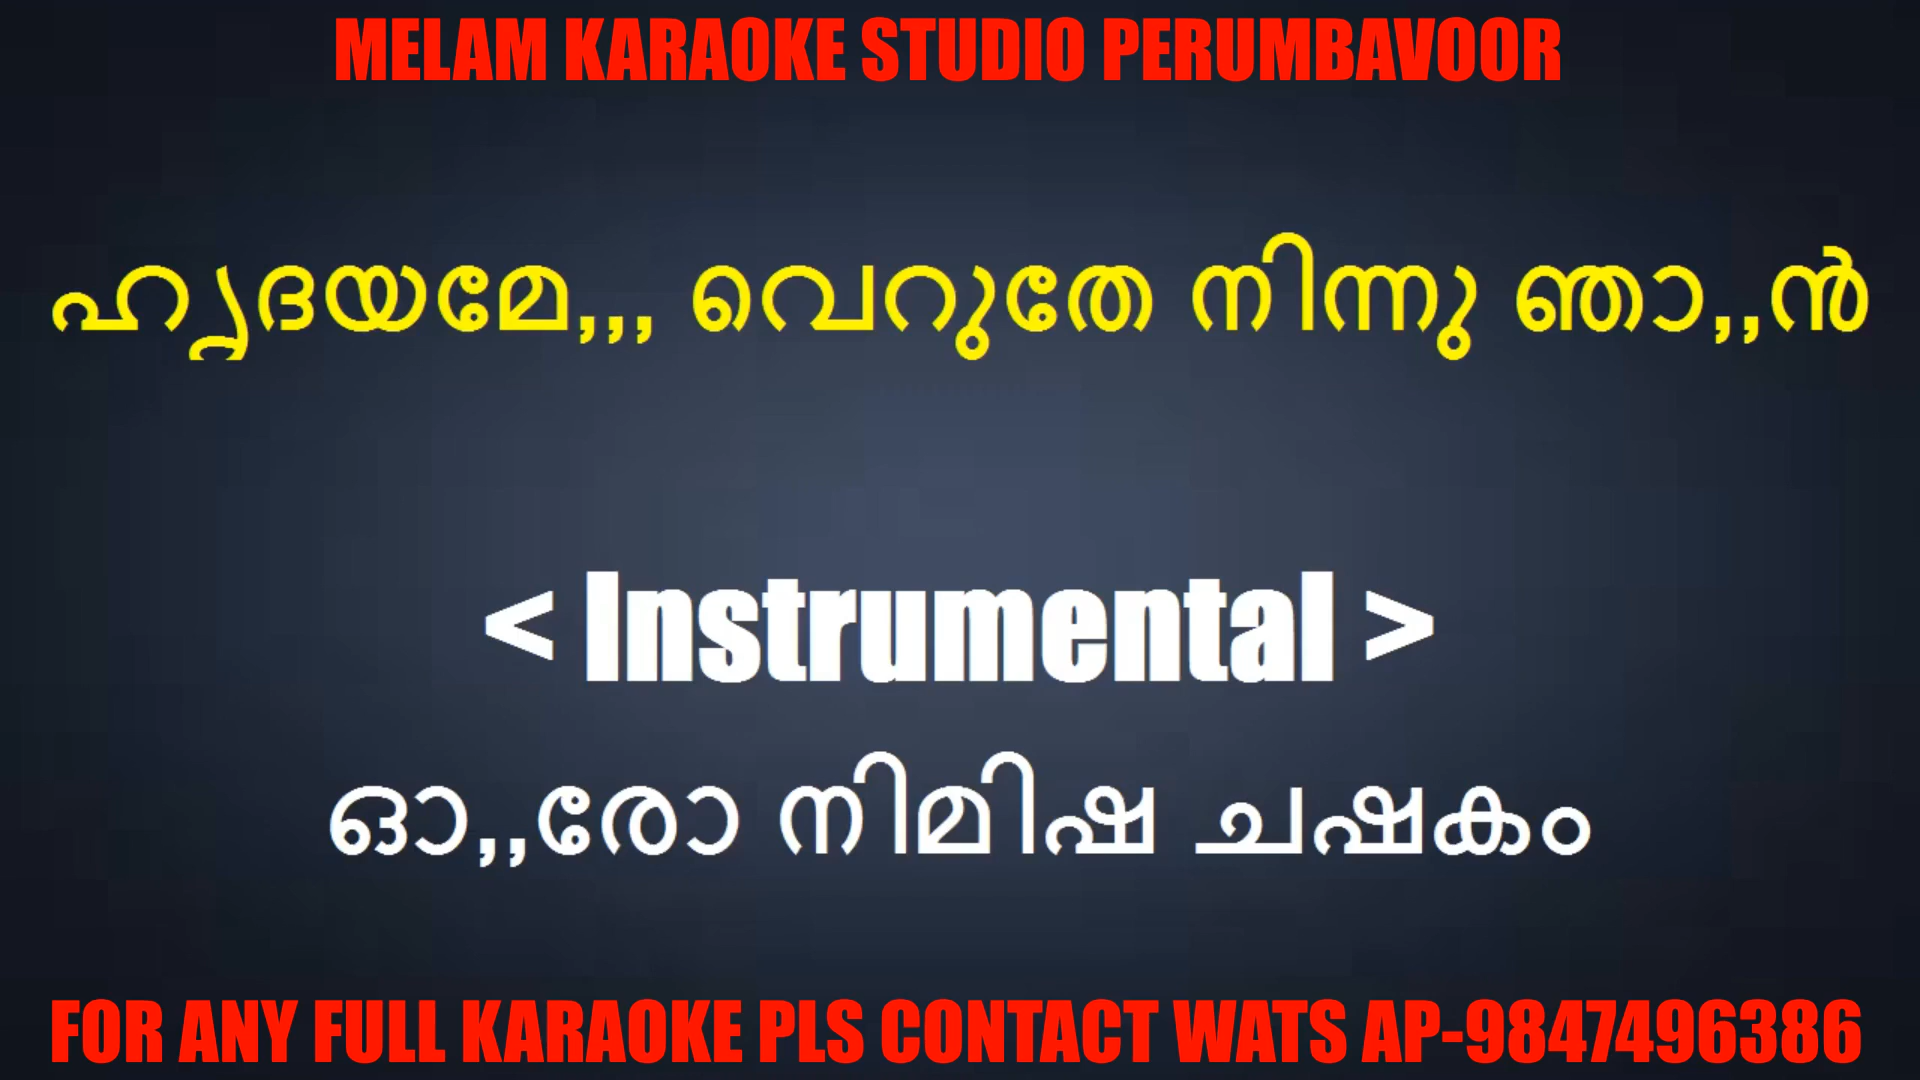 MELAM KARAOKE STUDIO PERUMBAVOOR
ഹൃദയമേ,,, വെറുതേ നിന്നു ഞാ,,ൻ
< Instrumental >
ഓ,,രോ നിമിഷ ചഷകം
FOR ANY FULL KARAOKE PLS CONTACT WATS AP-9847496386